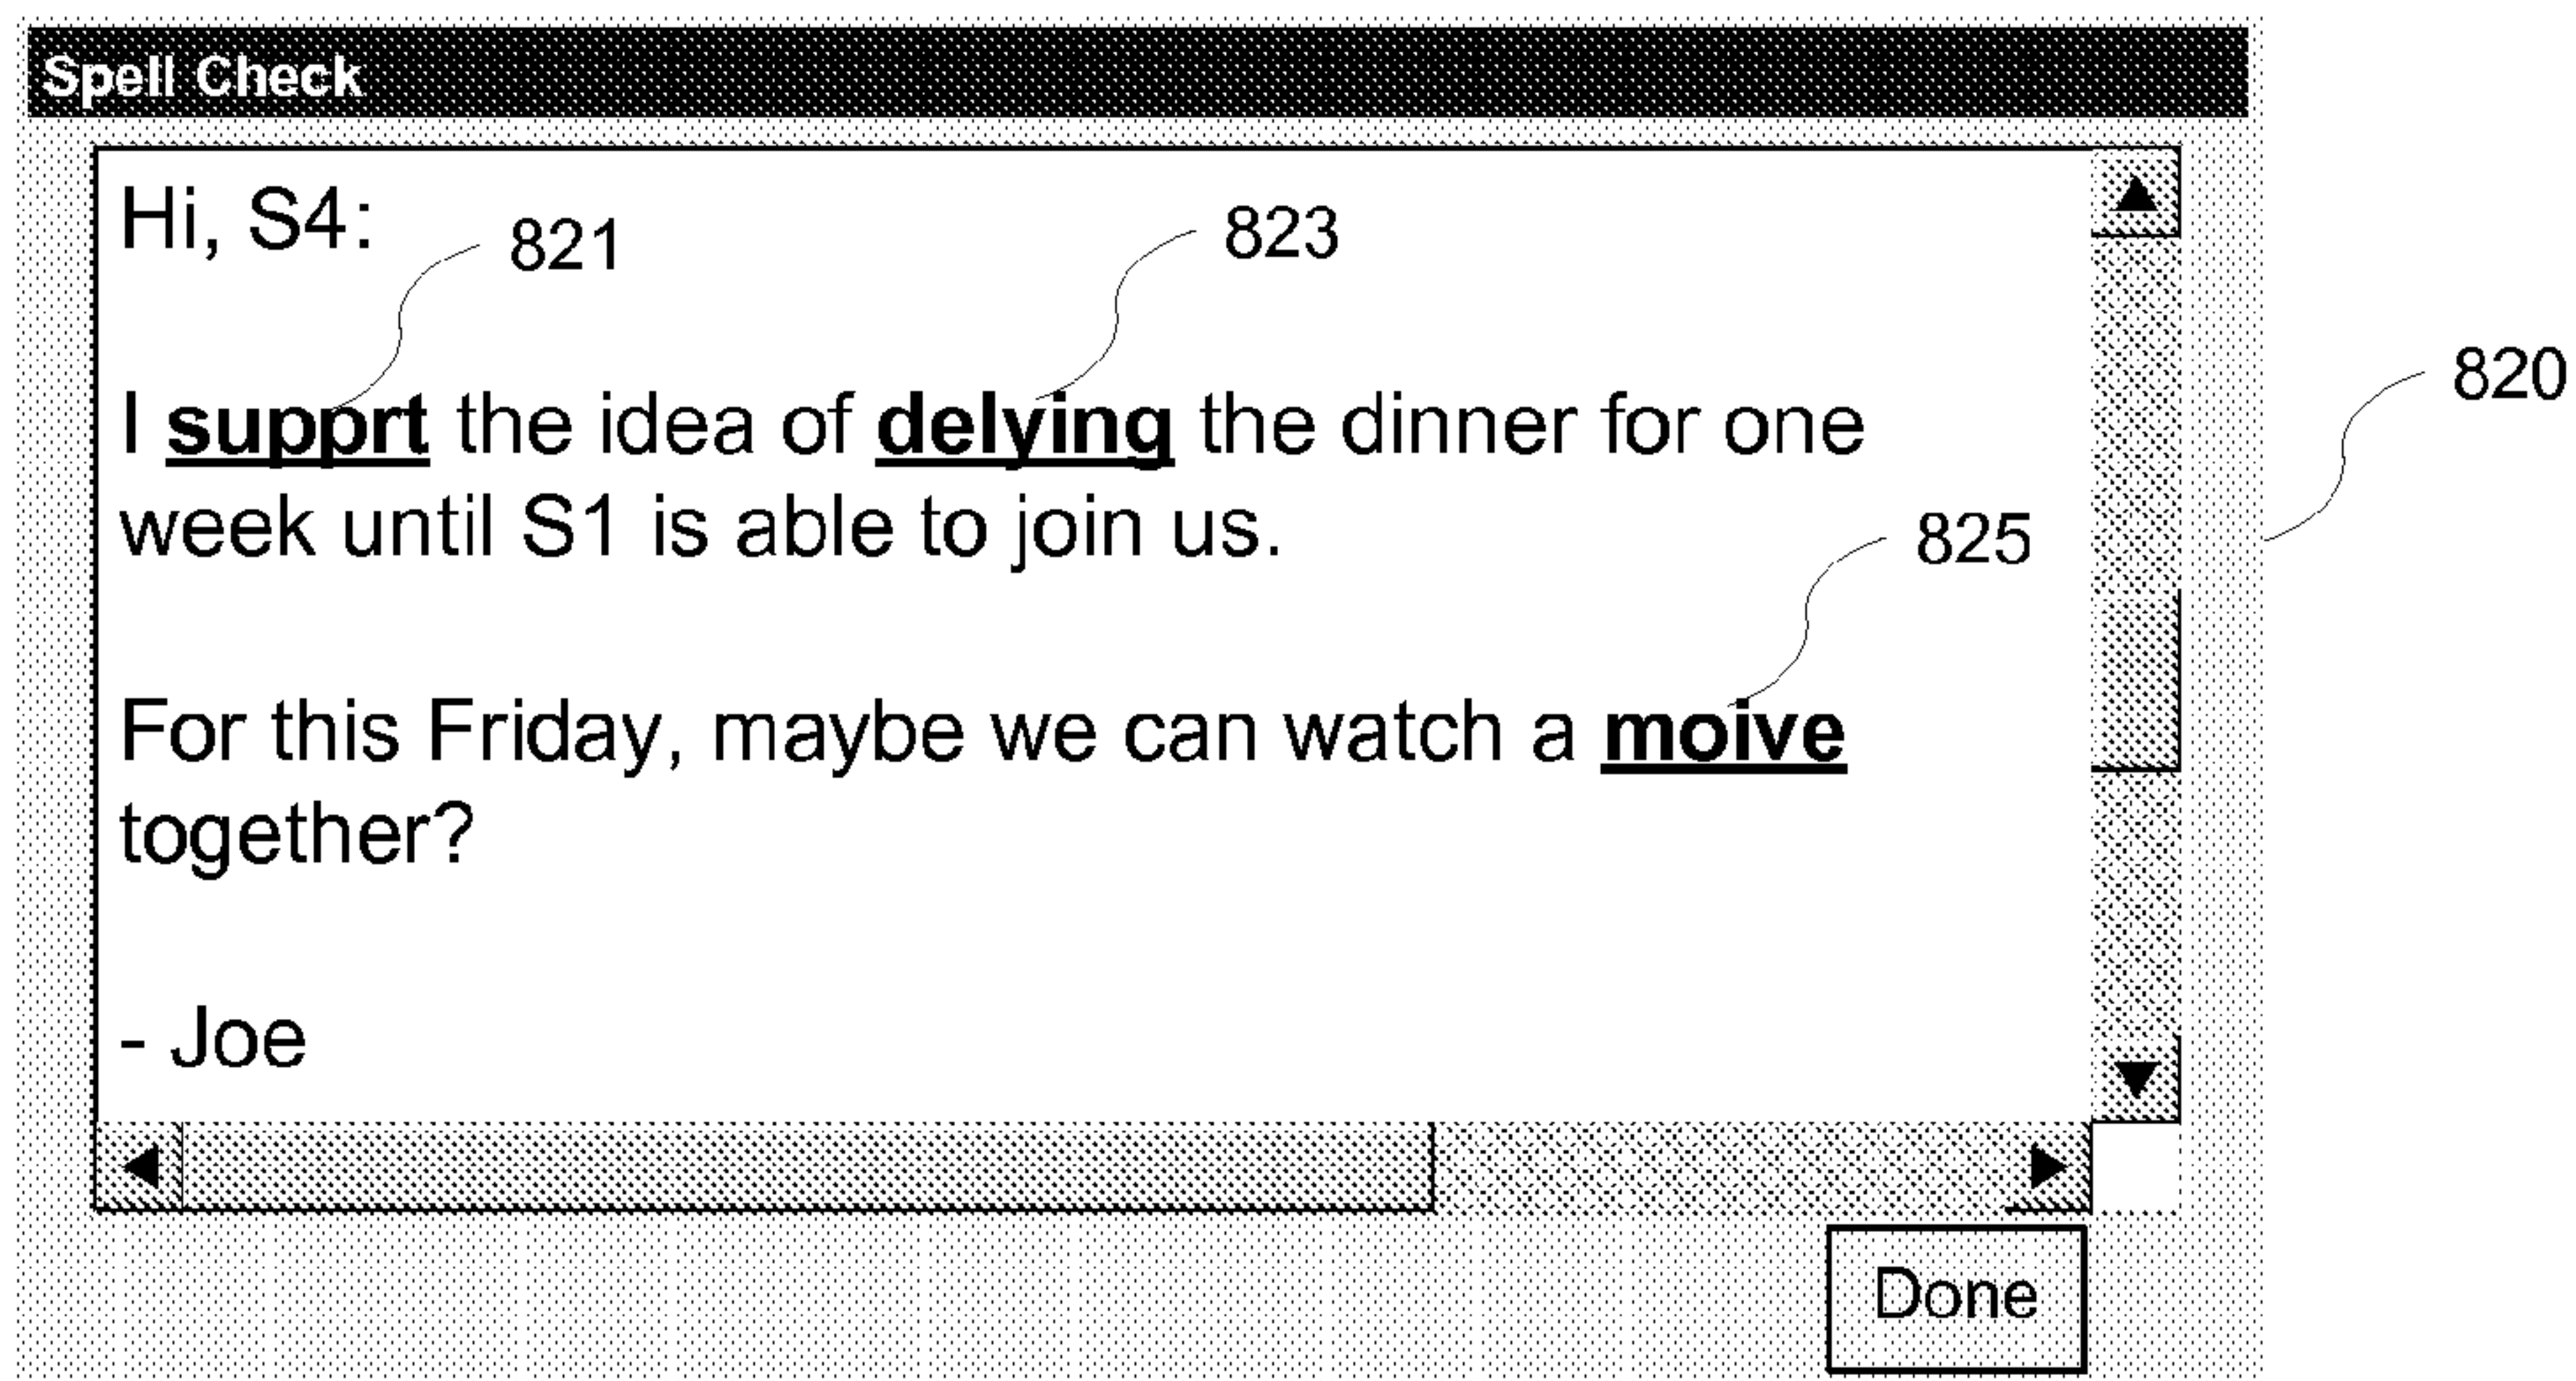 Spell Check
Hi, S4:
821
823
I supprt the idea of delying the dinner for one
820
week until S1 is able to join us.
825
For this Friday, maybe we can watch a moive
together?
- Joe
Done